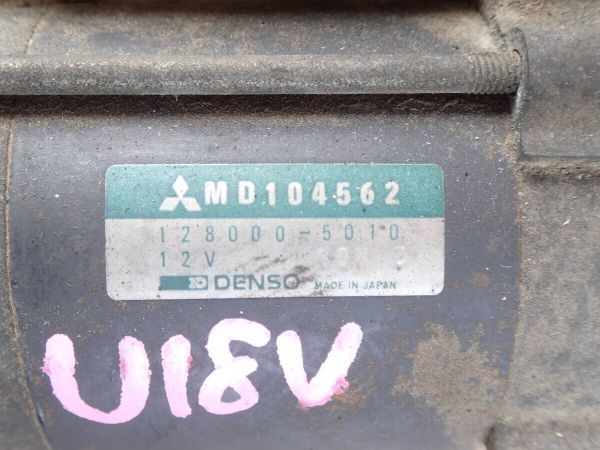 MD104562
128000-5010
12V
DENSO MADE IN JAPAN
U18V